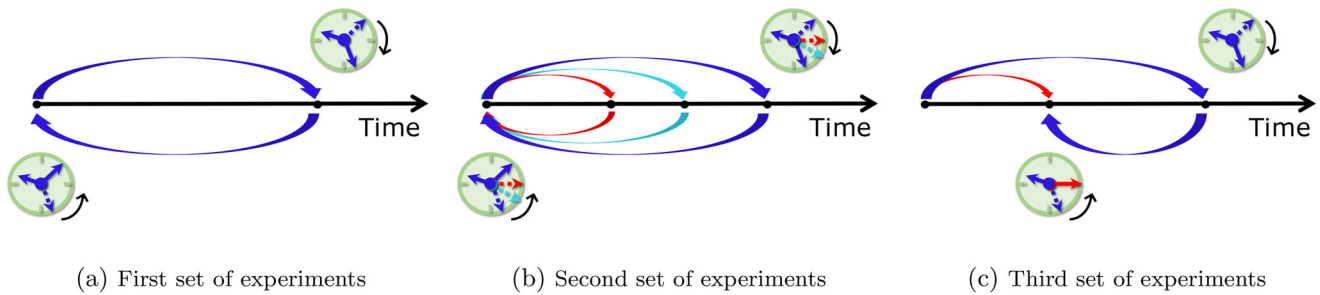 Time
Time
Time
(a) First set of experiments
(b) Second set of experiments
(c) Third set of experiments